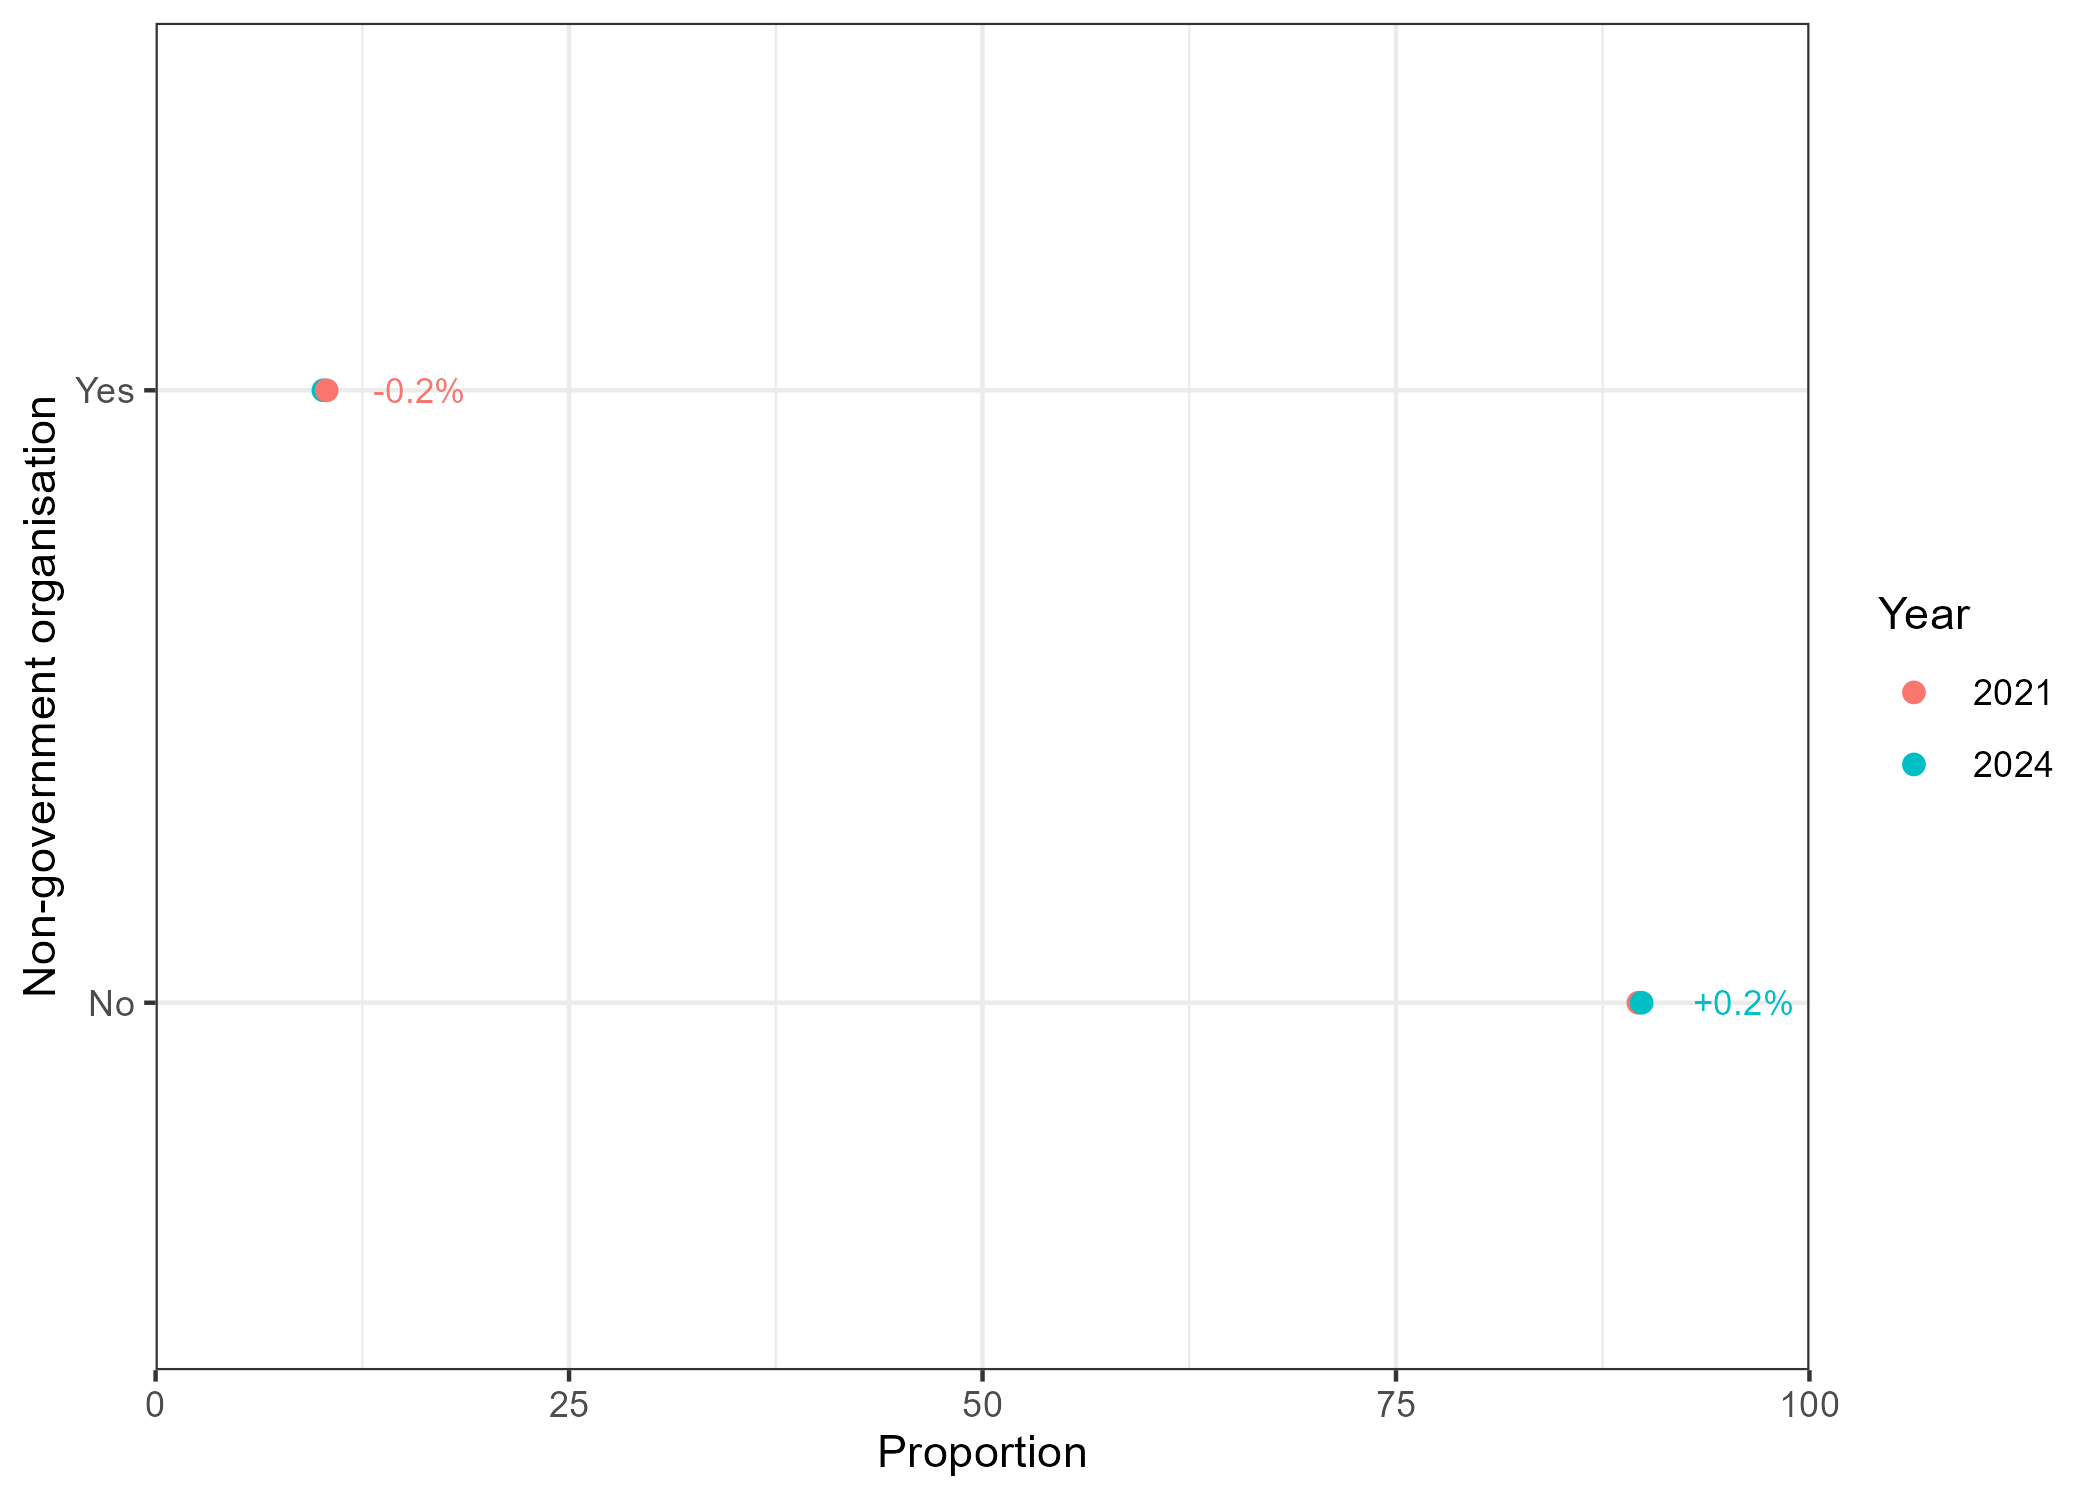 Non-government organisation
Yes
-0.2%
No
+0.2%
0 25 50 75 100
Proportion
Year
2021
2024